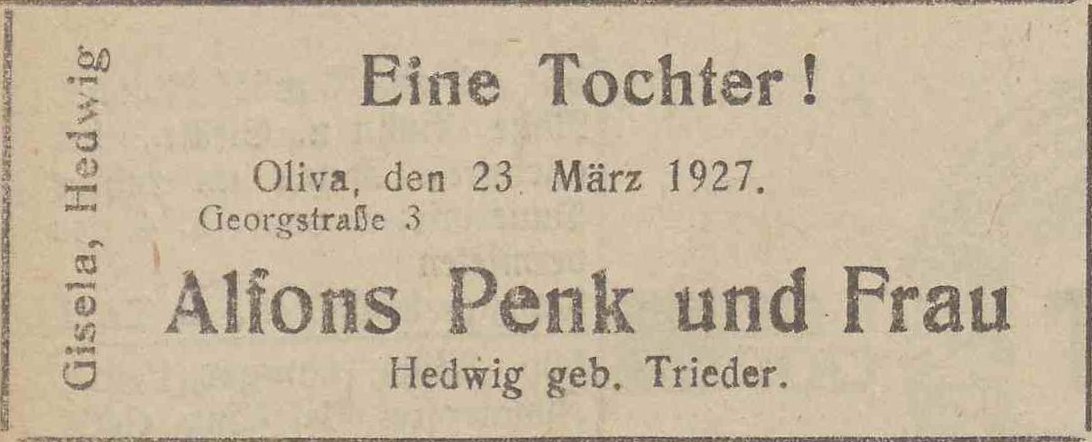 Gisela, Hedwig
Eine Tochter!
Oliva, den 23. März 1927.
Georgstraße 3
Alfons Penk und Frau
Hedwig geb. Trieder.